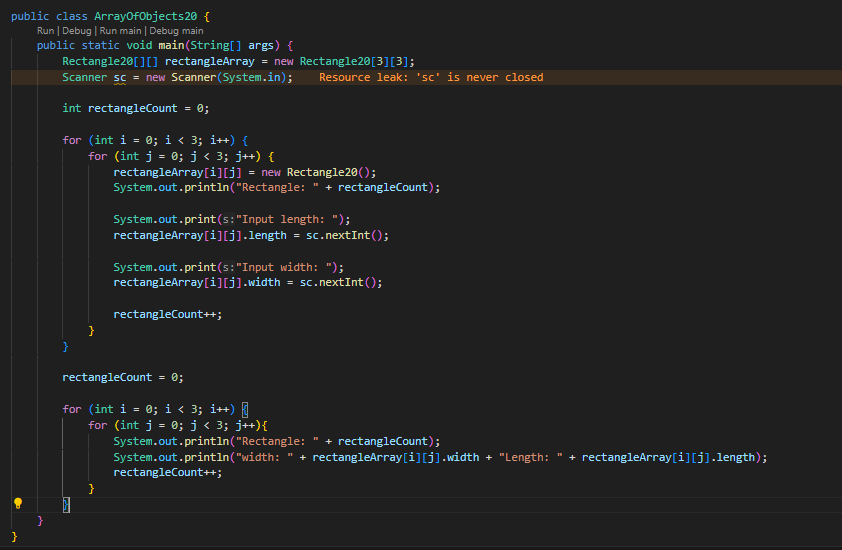 public class ArrayOfObjects20 {
Run | Debug | Run main | Debug main
public static void main(String[] args) {
Rectangle20[][] rectangleArray = new Rectangle20[3][3];
Scanner sc = new Scanner(System.in);    Resource leak: 'sc' is never closed
int rectangleCount = 0;
for (int i = 0; i < 3; i++) {
for (int j = 0; j < 3; j++) {
rectangleArray[i][j] = new Rectangle20();
System.out.println("Rectangle: " + rectangleCount);
System.out.print(s:"Input length: ");
rectangleArray[i][j].length = sc.nextInt();
System.out.print(s:"Input width: ");
rectangleArray[i][j].width = sc.nextInt();
rectangleCount++;
}
}
rectangleCount = 0;
for (int i = 0; i < 3; i++) {
for (int j = 0; j < 3; j++){
System.out.println("Rectangle: " + rectangleCount);
System.out.println("width: " + rectangleArray[i][j].width + "Length: " + rectangleArray[i][j].length);
rectangleCount++;
}
}
}
}